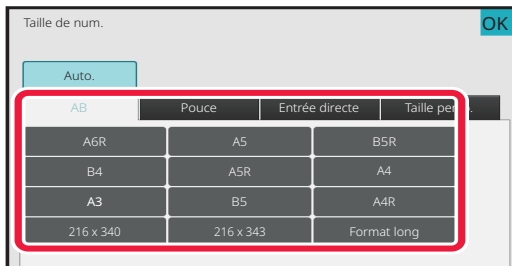 Taille de num. OK
Auto.
AB Pouce Entrée directe Taille
A6R A5 B5R
B4 A5R A4
A3 B5 A4R
216 x 340 216 x 343 Format long